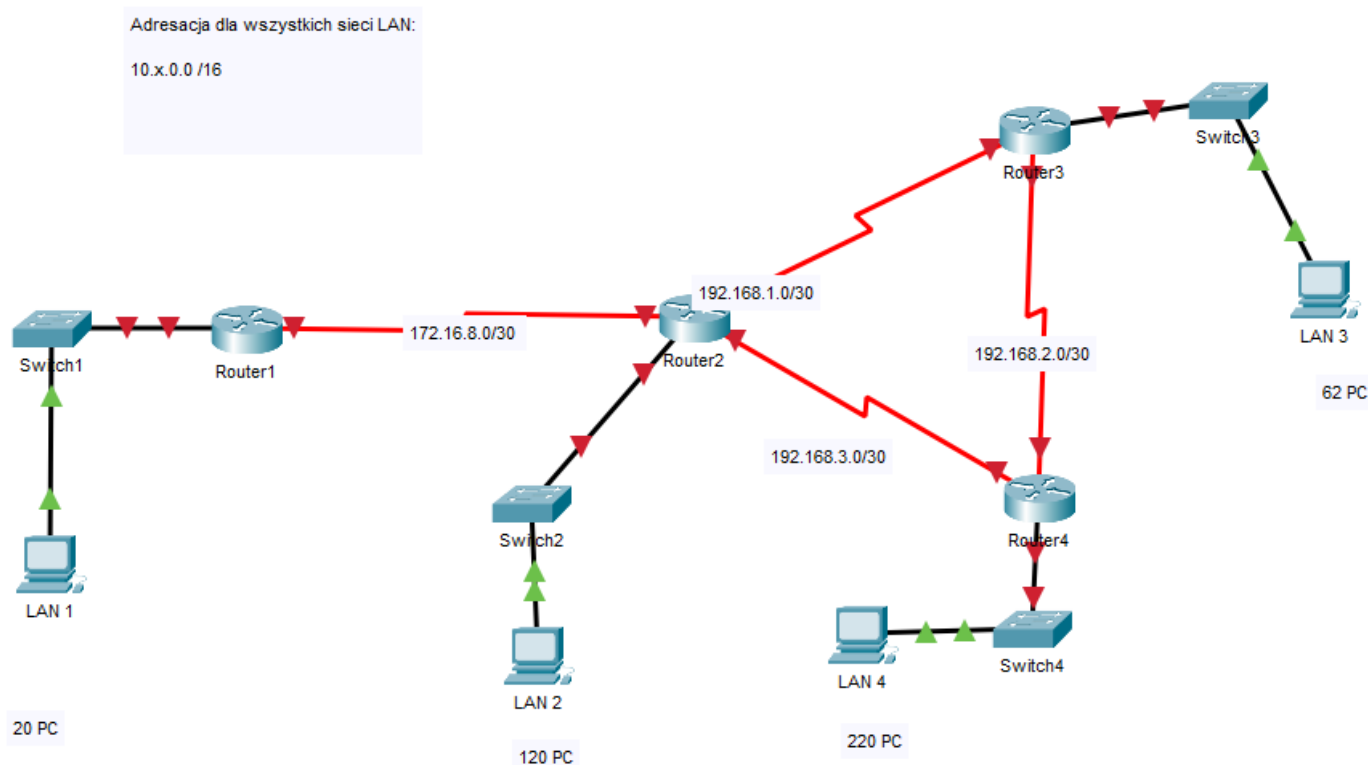 Adresacja dla wszystkich sieci LAN:
10.x.0.0 /16
Switch3
Router3
192.168.1.0/30
LAN 3
172.16.8.0/30
Switch1
Router1
Router2
192.168.2.0/30
62 PC
192.168.3.0/30
Switch2
Router4
LAN 1
Switch4
LAN 4
LAN 2
20 PC
220 PC
120 PC